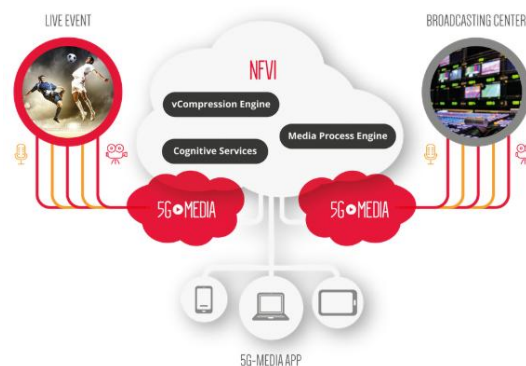 LIVE EVENT
BROADCASTING CENTER
NFVI
vCompression Engine
Media Process Engine
Cognitive Services
5G MEDIA
5G MEDIA
5G-MEDIA APP